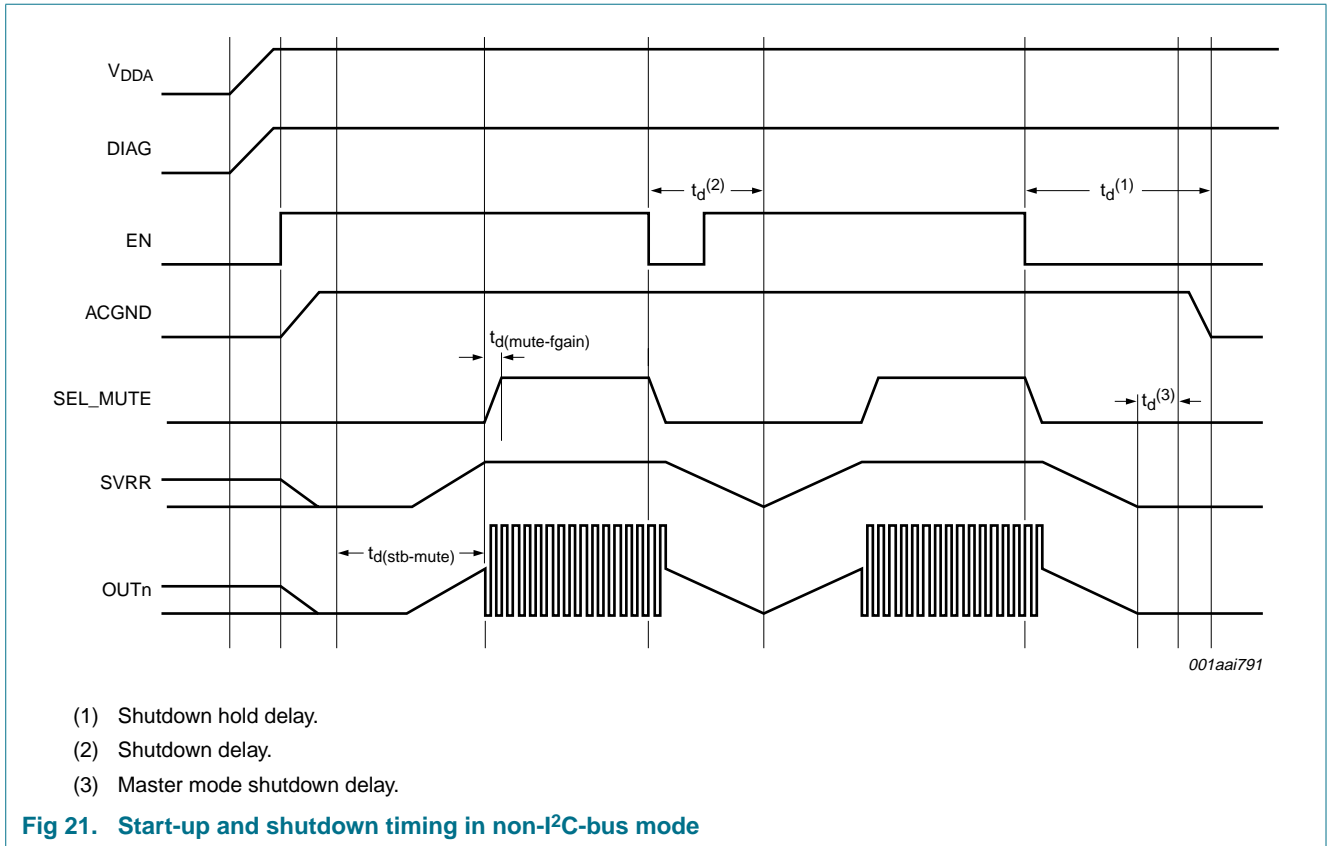 VDDA
DIAG
td(2)
td(1)
EN
ACGND
td(mute-fgain)
SEL_MUTE
td(3)
SVRR
td(stb-mute)
OUTn
001aai791
(1) Shutdown hold delay.
(2) Shutdown delay.
(3) Master mode shutdown delay.
Fig 21. Start-up and shutdown timing in non-I2C-bus mode